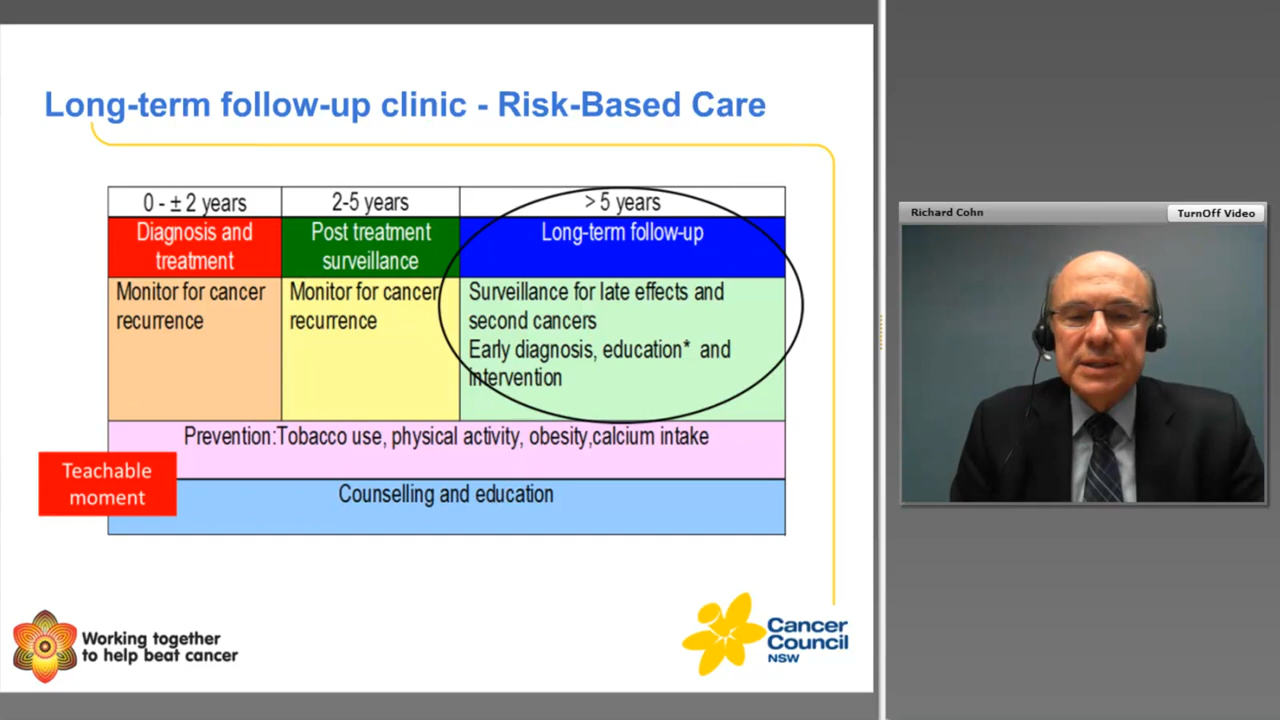 Long-term follow-up clinic - Risk-Based Care
0 - ± 2 years
2-5 years
> 5 years
Diagnosis and
treatment
Post treatment
surveillance
Long-term follow-up
Monitor for cancer
recurrence
Monitor for cancer
recurrence
Surveillance for late effects and
second cancers
Early diagnosis, education* and
intervention
Prevention:Tobacco use, physical activity, obesity,calcium intake
Teachable
moment
Counselling and education
Working together
to help beat cancer
Cancer
Council
NSW
Richard Cohn
TurnOff Video